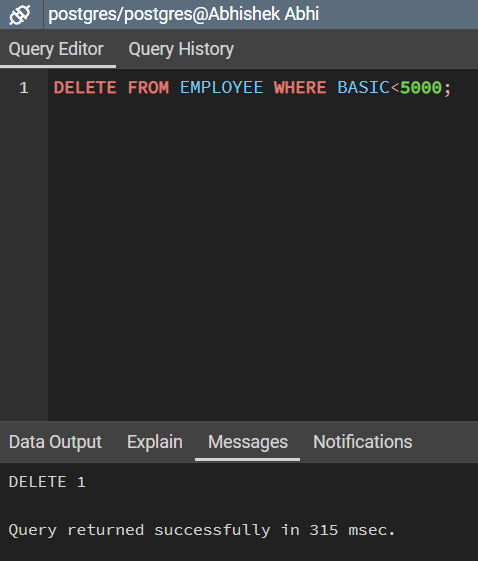 postgres/postgres@Abhishek Abhi
Query Editor Query History
1 DELETE FROM EMPLOYEE WHERE BASIC<5000;
Data Output Explain Messages Notifications
DELETE 1
Query returned successfully in 315 msec.